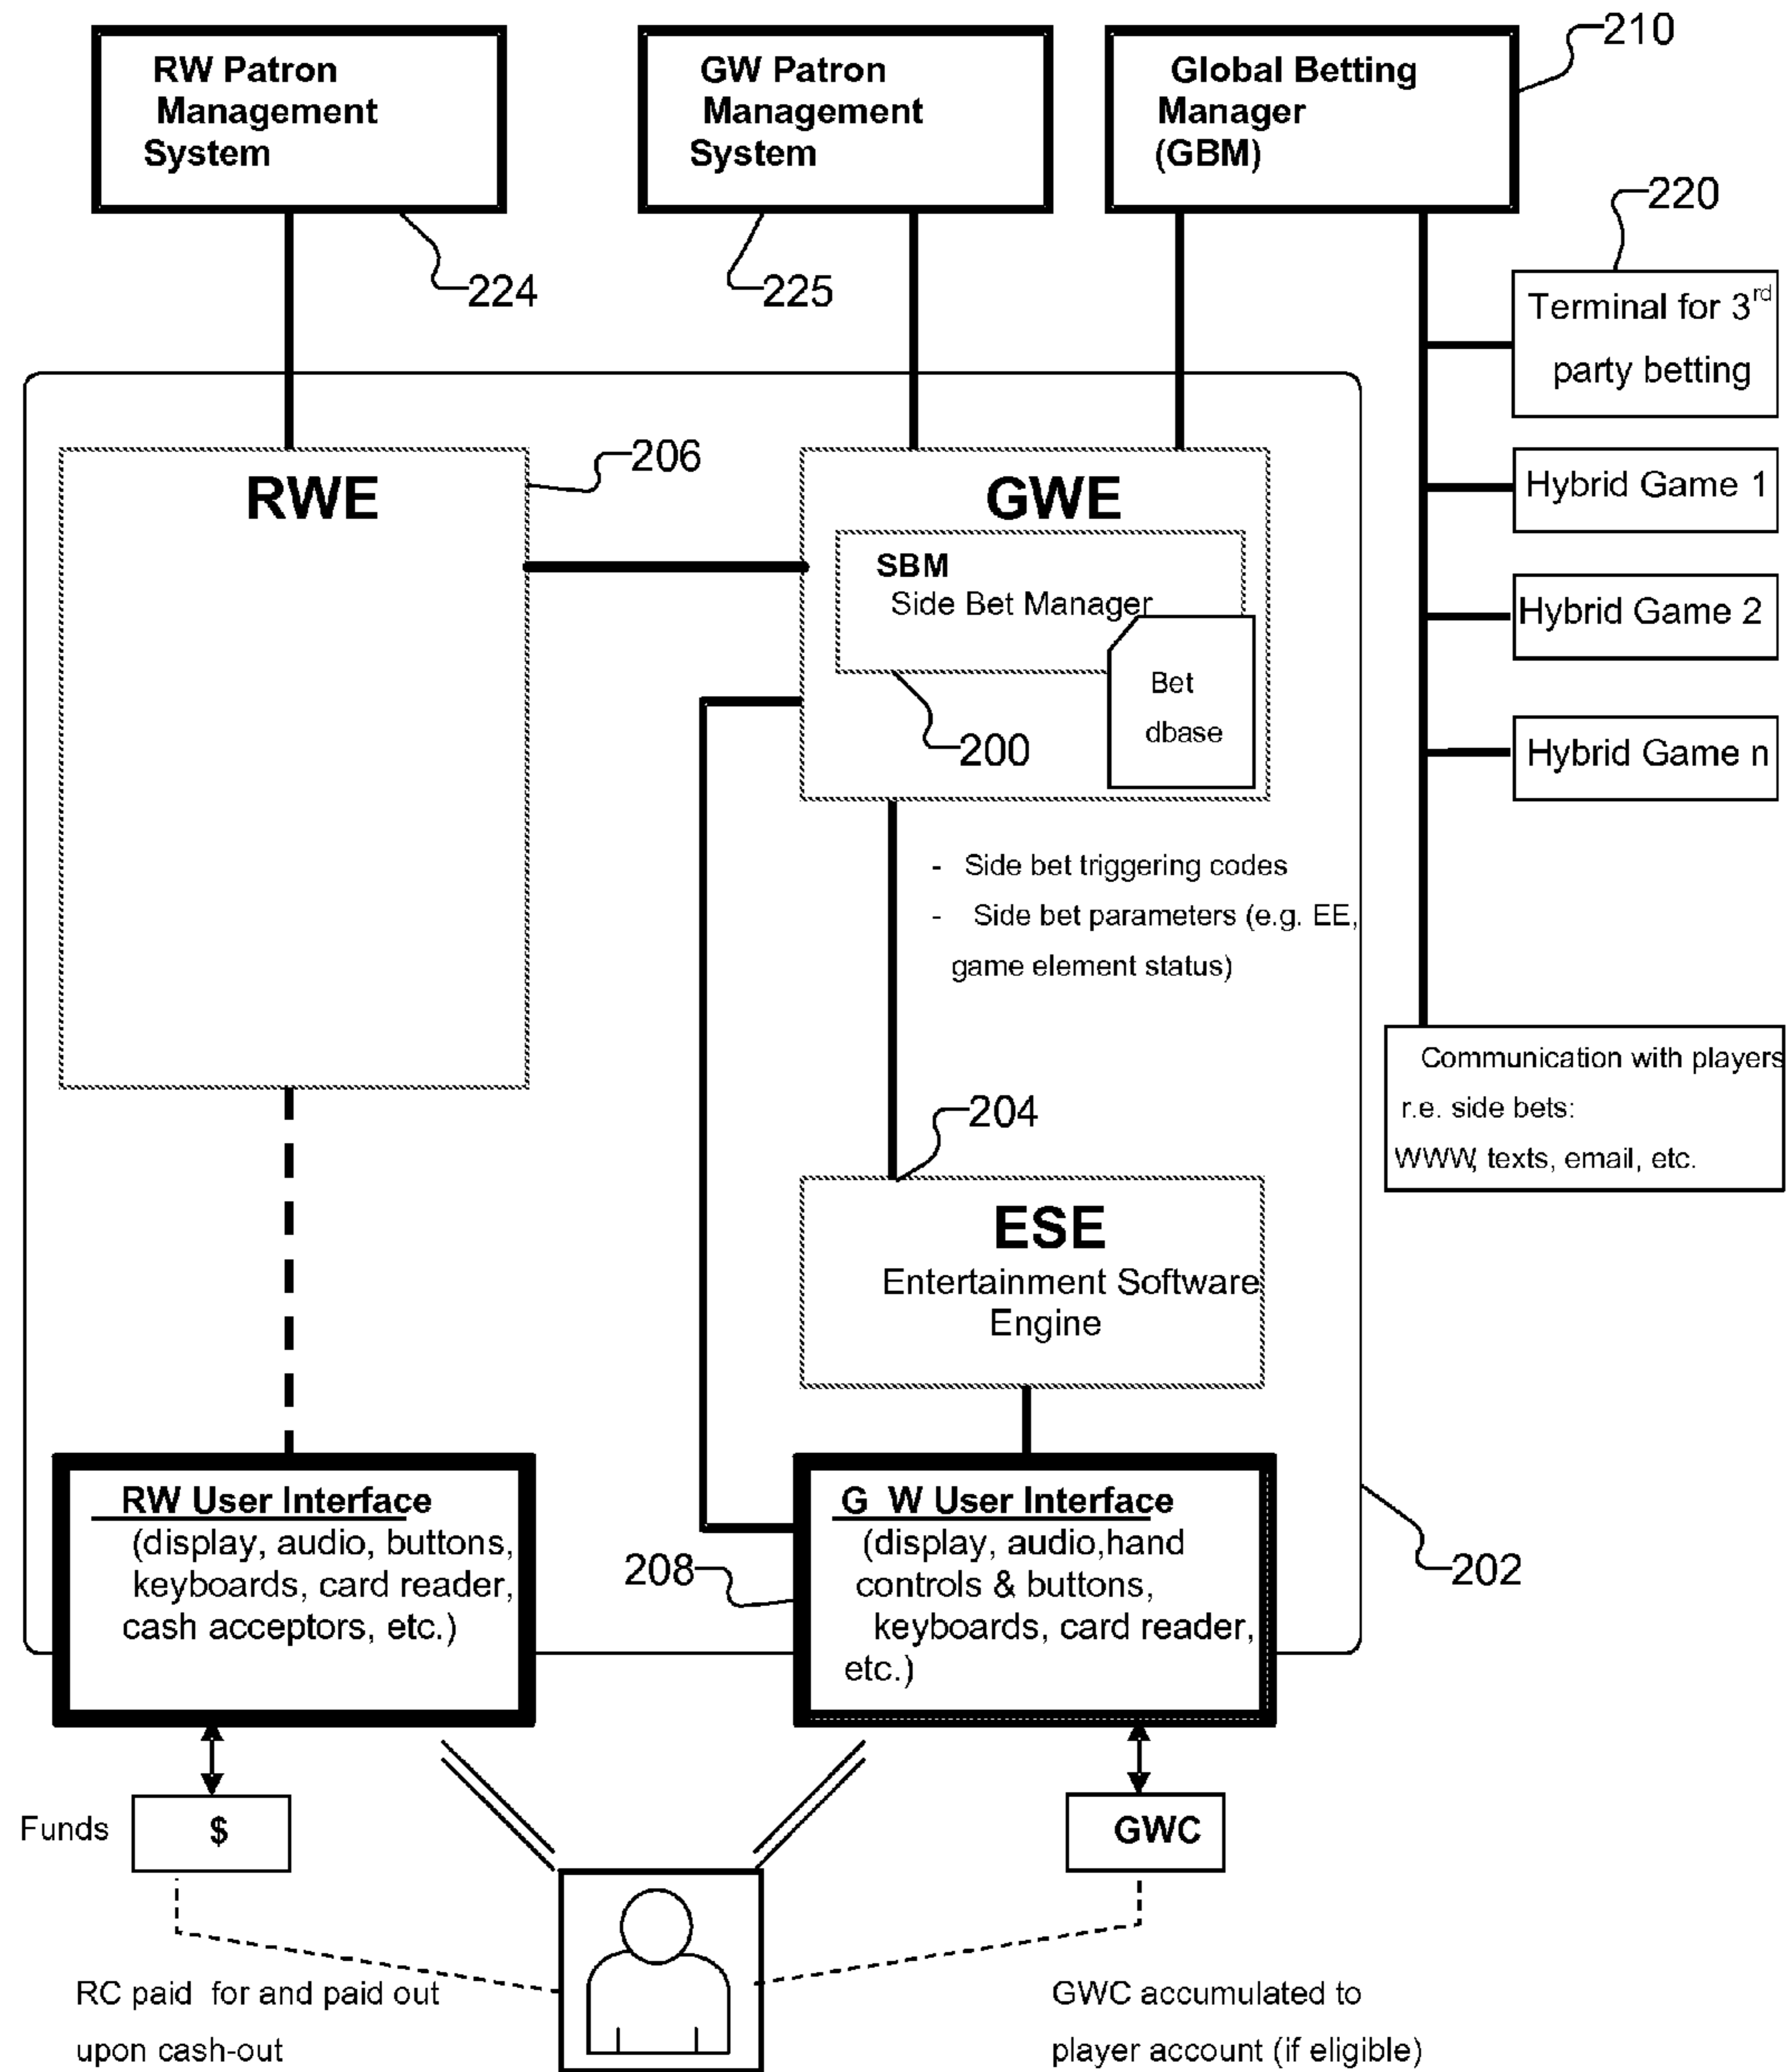 210
RW Patron
Management
System
GW Patron
Management
System
Global Betting
Manager
(GBM)
220
224
225
Terminal for 3rd
party betting
206
RWE
GWE
Hybrid Game 1
SBM
Side Bet Manager
Hybrid Game 2
Bet
dbase
200
Hybrid Game n
- Side bet triggering codes
- Side bet parameters (e.g. EE,
game element status)
Communication with players
r.e. side bets:
WWW, texts, email, etc.
204
ESE
Entertainment Software
Engine
RW User Interface
(display, audio, buttons,
keyboards, card reader,
cash acceptors, etc.)
G W User Interface
(display, audio,hand
controls & buttons,
keyboards, card reader,
etc.)
208
202
Funds
$
GWC
RC paid for and paid out
upon cash-out
GWC accumulated to
player account (if eligible)